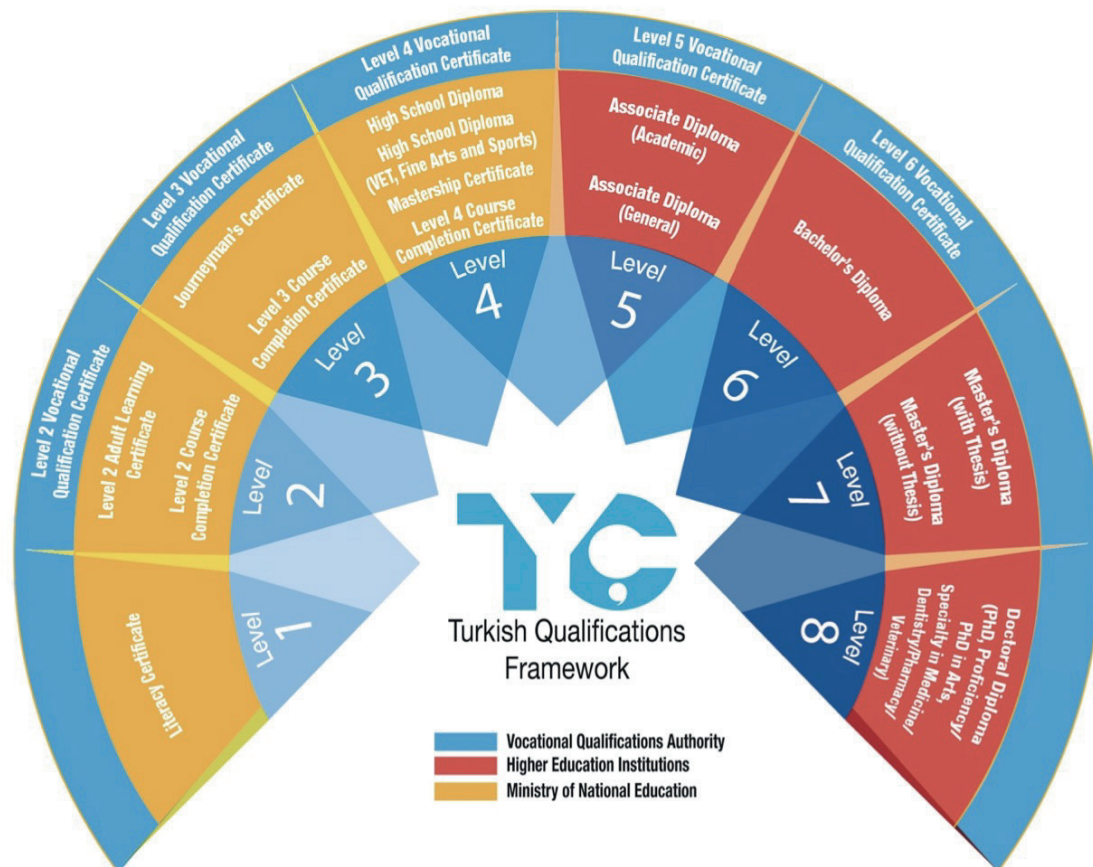 Level 2 Vocational
Qualification Certificate
Level 3 Vocational
Qualification Certificate
Level 4 Vocational
Qualification Certificate
Level 5 Vocational
Qualification Certificate
Level 6 Vocational
Qualification Certificate
Literacy Certificate
Level 2 Adult Learning
Certificate
Level 2 Course
Completion Certificate
Journeyman's Certificate
Level 3 Course
Completion Certificate
High School Diploma
High School Diploma
(VET, Fine Arts and Sports)
Mastership Certificate
Level 4 Course
Completion Certificate
Associate Diploma
(Academic)
Associate Diploma
(General)
Bachelor's Diploma
Master's Diploma
(with Thesis)
Master's Diploma
(without Thesis)
Doctoral Diploma
(PhD, Proficiency/
PhD in Arts,
Specialty in Medicine/
Dentistry/Pharmacy/
Veterinary)
Level
1
Level
2
Level
3
Level
4
Level
5
Level
6
Level
7
Level
8
TYÇ
Turkish Qualifications
Framework
Vocational Qualifications Authority
Higher Education Institutions
Ministry of National Education